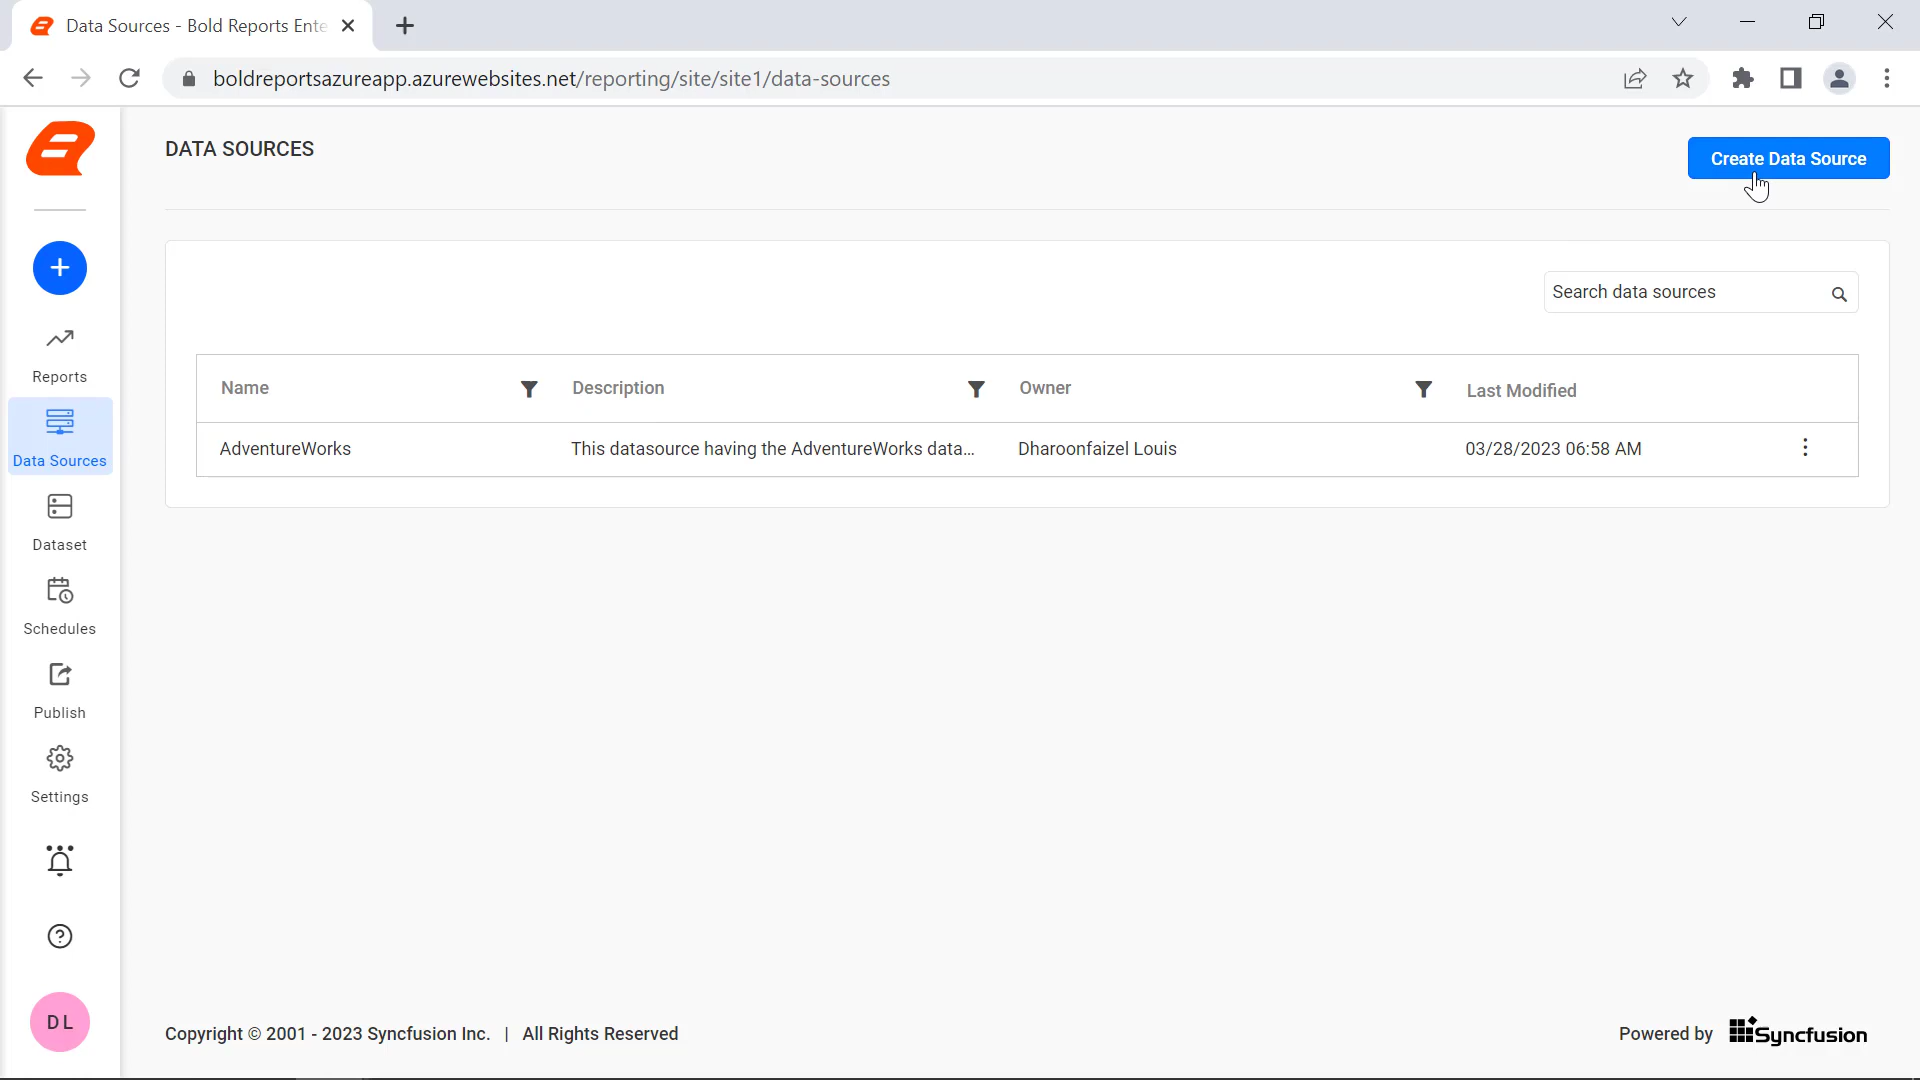 Data Sources - Bold Reports Ente
boldreportsazureapp.azurewebsites.net/reporting/site/site1/data-sources
DATA SOURCES
Create Data Source
Search data sources
Name Description Owner Last Modified
AdventureWorks This datasource having the AdventureWorks data... Dharoonfaizel Louis 03/28/2023 06:58 AM
Reports
Data Sources
Dataset
Schedules
Publish
Settings
DL
Copyright © 2001 - 2023 Syncfusion Inc. | All Rights Reserved
Powered by Syncfusion